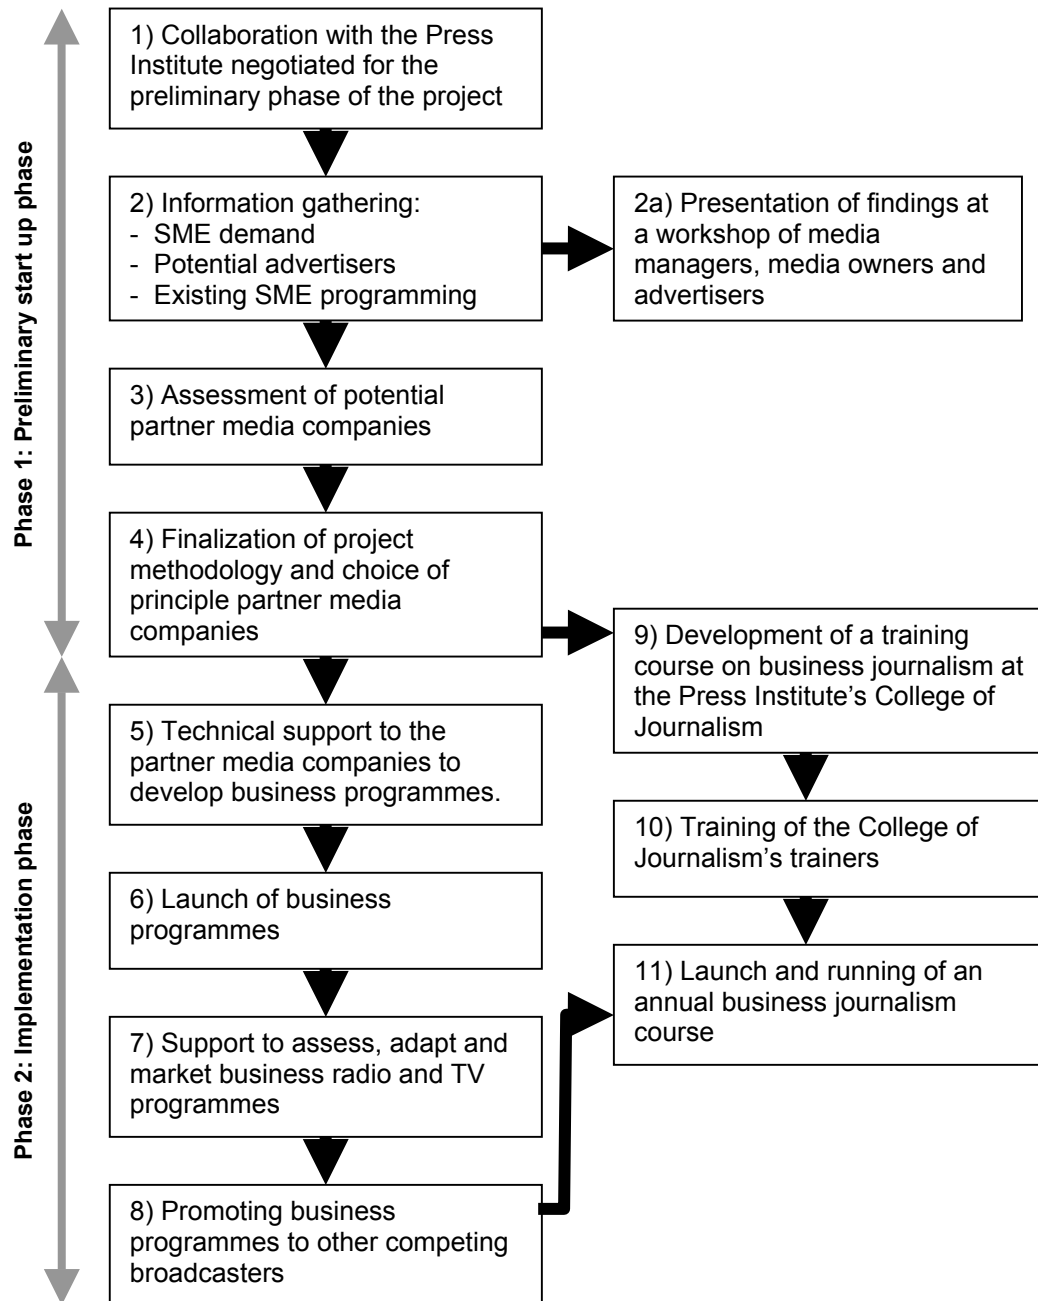 Phase 1: Preliminary start up phase
1) Collaboration with the Press
Institute negotiated for the
preliminary phase of the project
2) Information gathering:
- SME demand
- Potential advertisers
- Existing SME programming
2a) Presentation of findings at
a workshop of media
managers, media owners and
advertisers
3) Assessment of potential
partner media companies
4) Finalization of project
methodology and choice of
principle partner media
companies
Phase 2: Implementation phase
5) Technical support to the
partner media companies to
develop business programmes.
6) Launch of business
programmes
7) Support to assess, adapt and
market business radio and TV
programmes
8) Promoting business
programmes to other competing
broadcasters
9) Development of a training
course on business journalism at
the Press Institute’s College of
Journalism
10) Training of the College of
Journalism’s trainers
11) Launch and running of an
annual business journalism
course